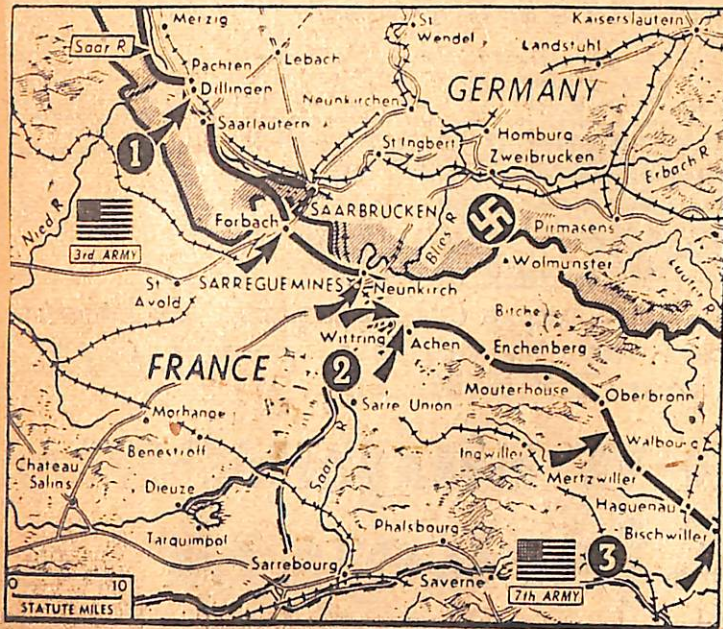 Merzig
St
Wendel
Kaiserslautern
Saar R
Landstuhl
Pachten
Lebach
Dillingen
Neunkirchen
GERMANY
Saarlautern
Homburg
1
St Ingbert
Zweibrucken
Erbach R
Nied R
SAARBRUCKEN
Forbach
Blies R
Pirmasens
3rd ARMY
Wolmunster
Lauter R
St
Avold
SARREGUEMINES
Neunkirch
Bitche
Wittring
Achen
Enchenberg
FRANCE
2
Mouterhouse
Oberbronn
Sarre Union
Morhange
Walbourg
Benestroff
Ingwiller
Saar R
Mertzwiller
Chateau
Salins
Dieuze
Haguenau
Phalsbourg
Bischwiller
Tarquimpol
Sarrebourg
3
Saverne
0 10
STATUTE MILES
7th ARMY